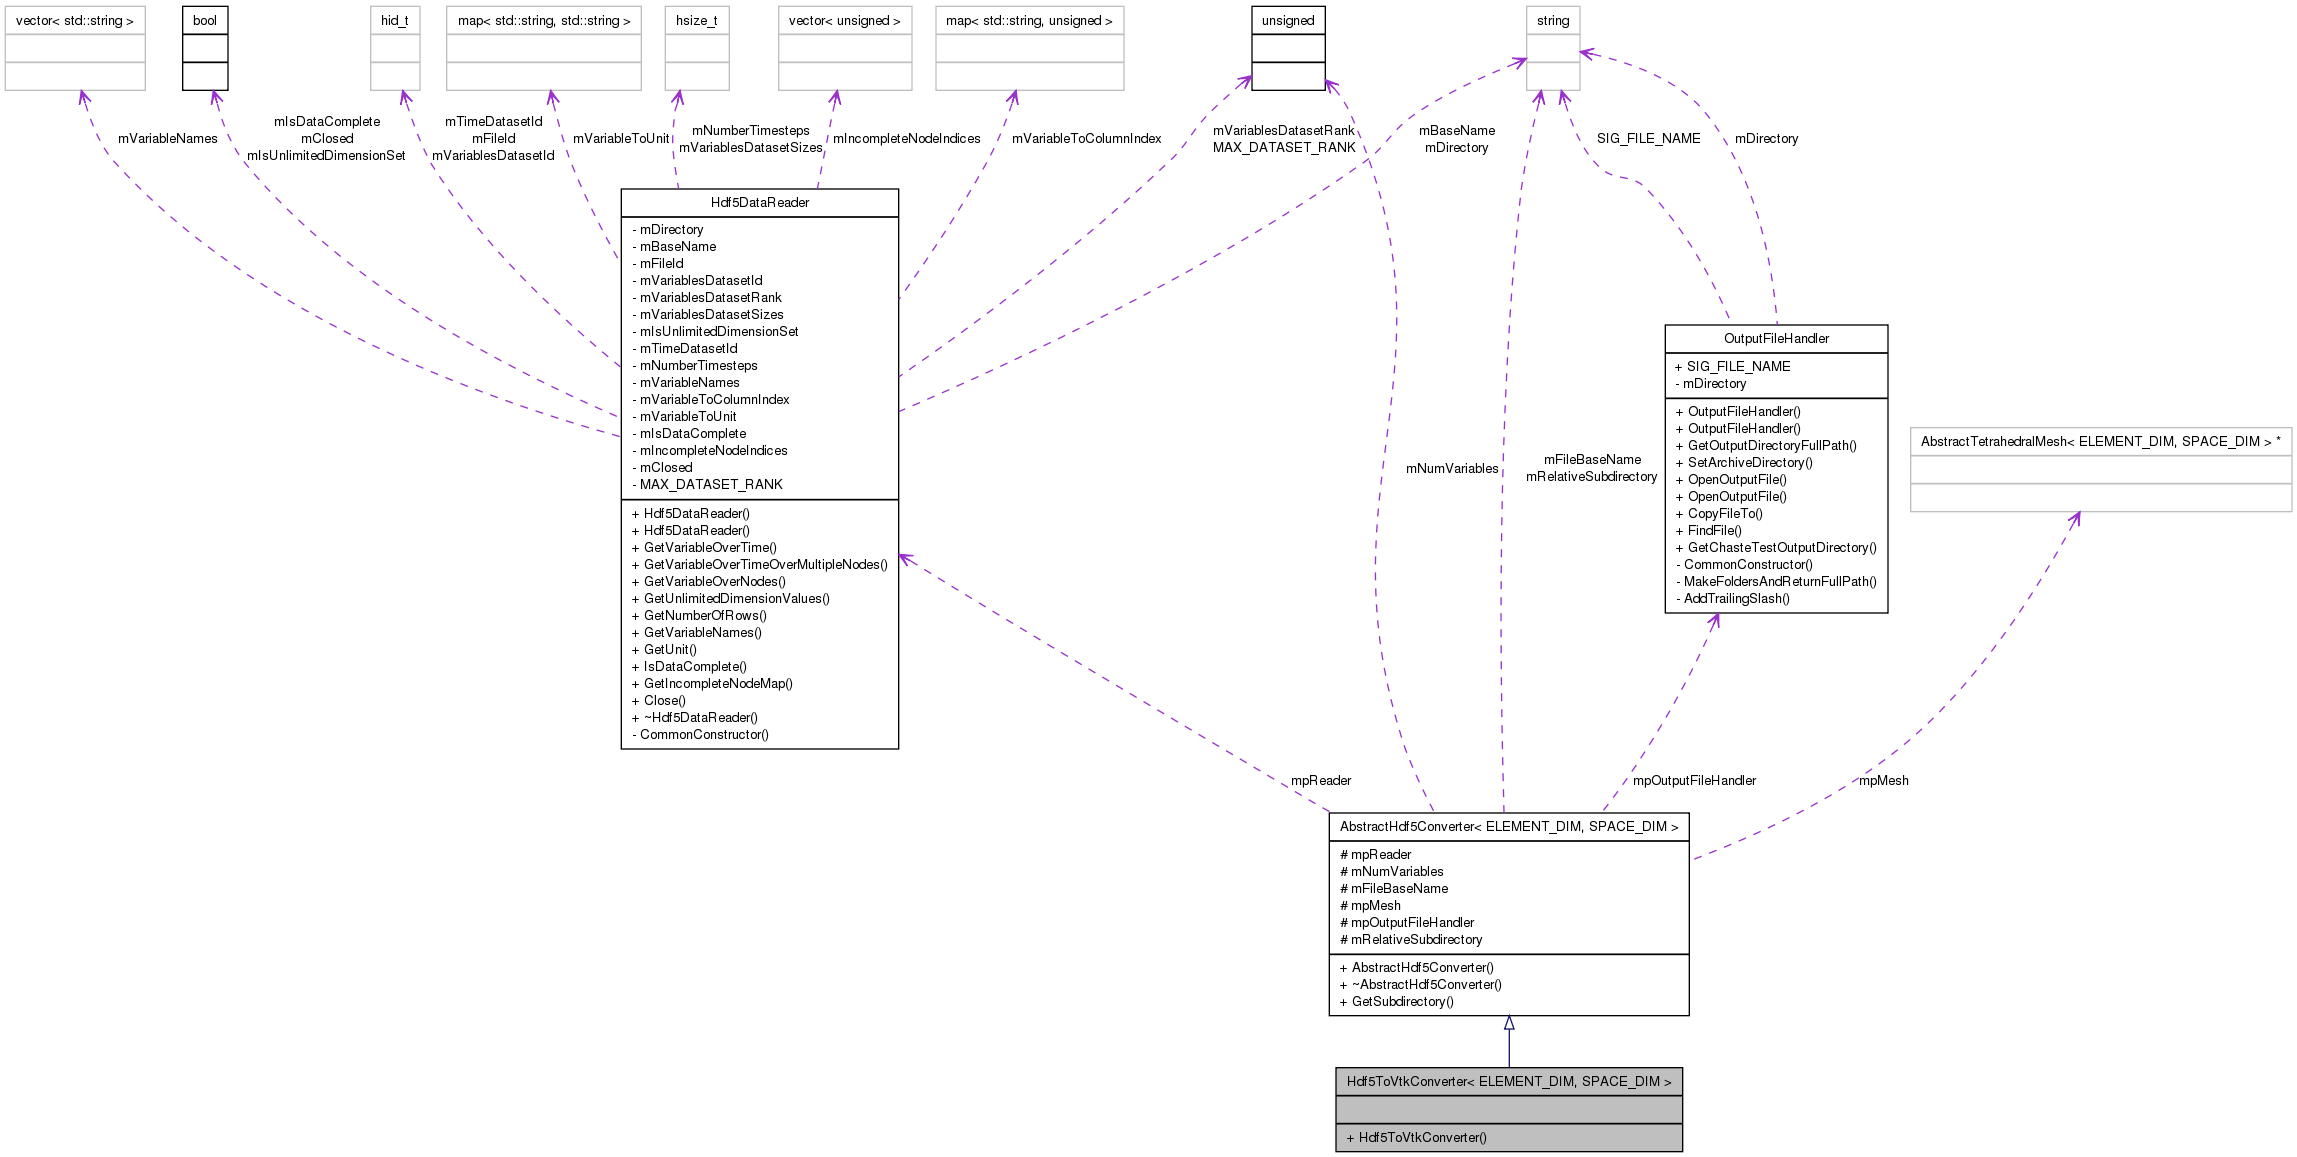 vector< std::string >
bool
hid_t
map< std::string, std::string >
hsize_t
vector< unsigned >
map< std::string, unsigned >
unsigned
string
mVariableNames
mIsDataComplete
mClosed
mIsUnlimitedDimensionSet
mTimeDatasetId
mFileId
mVariablesDatasetId
mVariableToUnit
mNumberTimesteps
mVariablesDatasetSizes
mIncompleteNodeIndices
mVariableToColumnIndex
mVariablesDatasetRank
MAX_DATASET_RANK
mBaseName
mDirectory
SIG_FILE_NAME
mDirectory
Hdf5DataReader
- mDirectory
- mBaseName
- mFileId
- mVariablesDatasetId
- mVariablesDatasetRank
- mVariablesDatasetSizes
- mIsUnlimitedDimensionSet
- mTimeDatasetId
- mNumberTimesteps
- mVariableNames
- mVariableToColumnIndex
- mVariableToUnit
- mIsDataComplete
- mIncompleteNodeIndices
- mClosed
- MAX_DATASET_RANK
+ Hdf5DataReader()
+ Hdf5DataReader()
+ GetVariableOverTime()
+ GetVariableOverTimeOverMultipleNodes()
+ GetVariableOverNodes()
+ GetUnlimitedDimensionValues()
+ GetNumberOfRows()
+ GetVariableNames()
+ GetUnit()
+ IsDataComplete()
+ GetIncompleteNodeMap()
+ Close()
+ ~Hdf5DataReader()
- CommonConstructor()
OutputFileHandler
+ SIG_FILE_NAME
- mDirectory
+ OutputFileHandler()
+ OutputFileHandler()
+ GetOutputDirectoryFullPath()
+ SetArchiveDirectory()
+ OpenOutputFile()
+ OpenOutputFile()
+ CopyFileTo()
+ FindFile()
+ GetChasteTestOutputDirectory()
- CommonConstructor()
- MakeFoldersAndReturnFullPath()
- AddTrailingSlash()
AbstractTetrahedralMesh< ELEMENT_DIM, SPACE_DIM > *
mNumVariables
mFileBaseName
mRelativeSubdirectory
mpReader
mpOutputFileHandler
mpMesh
AbstractHdf5Converter< ELEMENT_DIM, SPACE_DIM >
# mpReader
# mNumVariables
# mFileBaseName
# mpMesh
# mpOutputFileHandler
# mRelativeSubdirectory
+ AbstractHdf5Converter()
+ ~AbstractHdf5Converter()
+ GetSubdirectory()
Hdf5ToVtkConverter< ELEMENT_DIM, SPACE_DIM >
+ Hdf5ToVtkConverter()